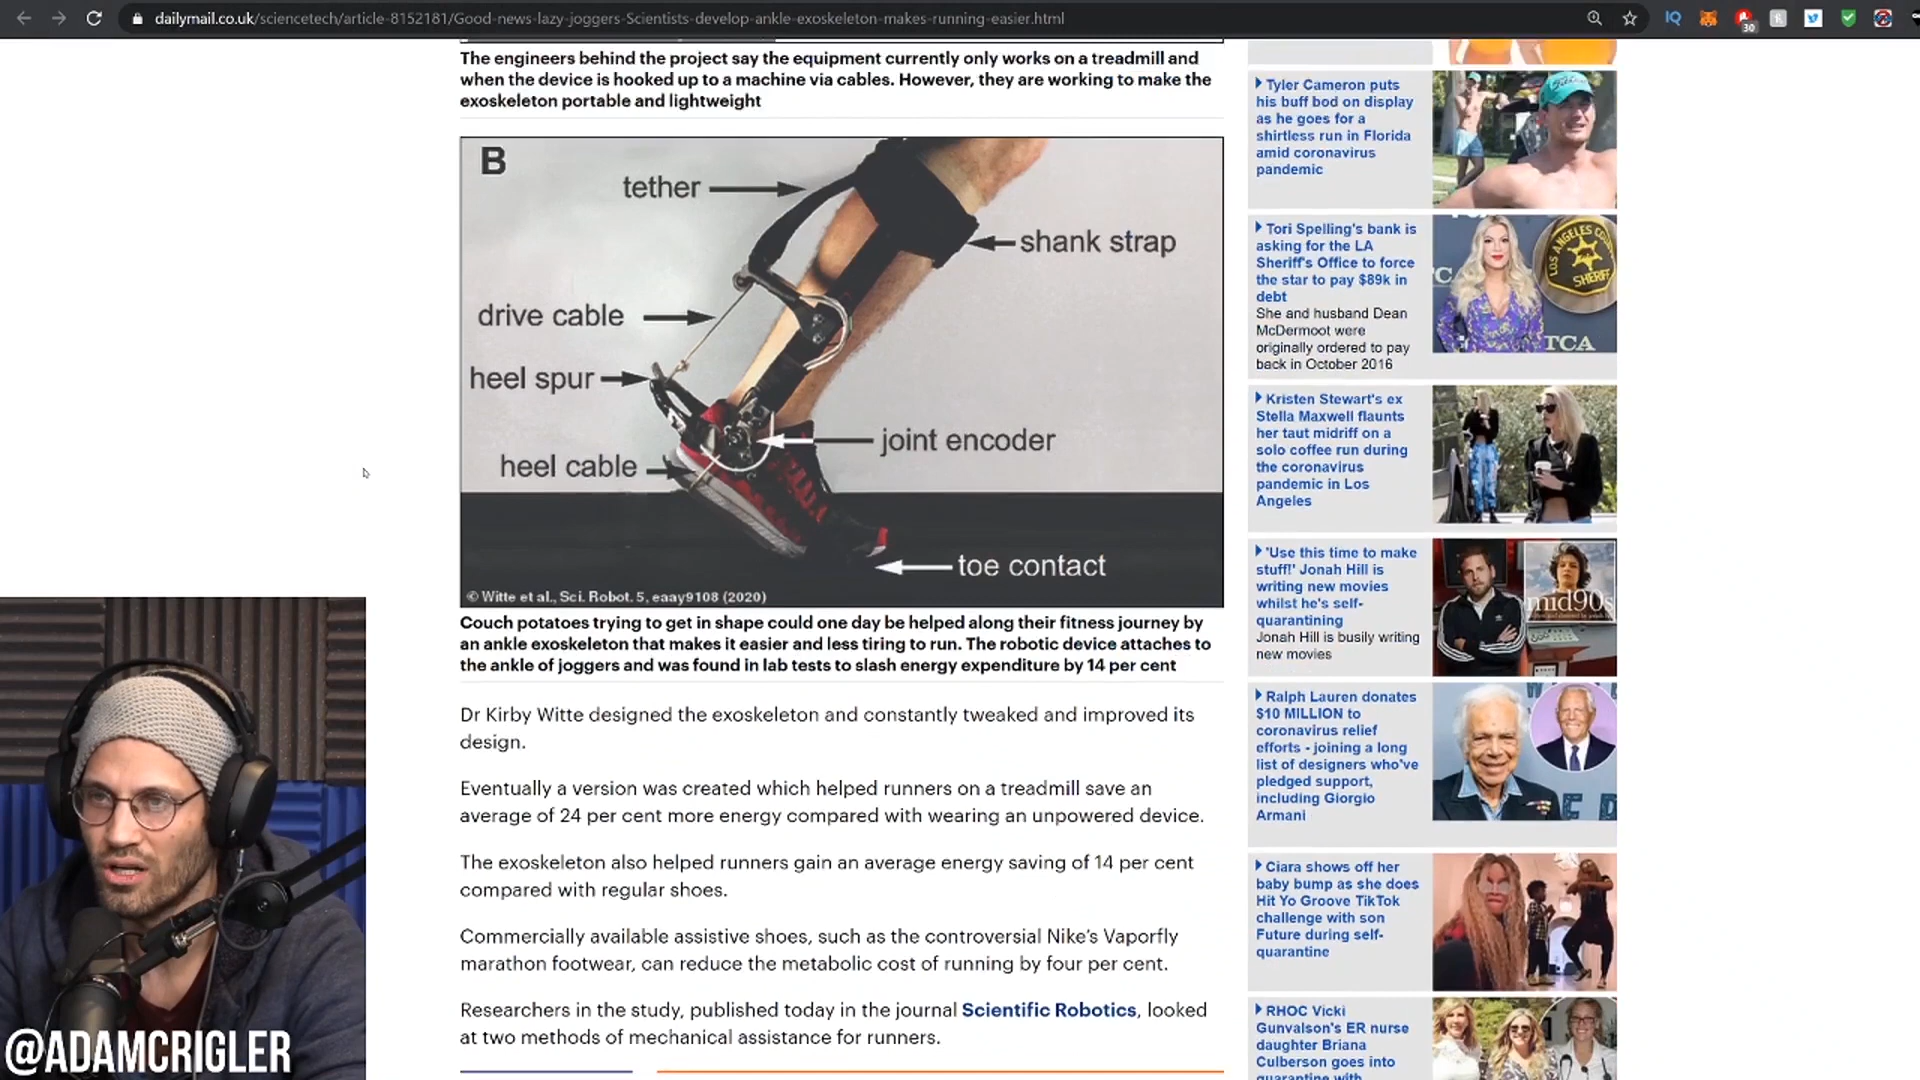 dailymail.co.uk/sciencetech/article-8152181/Good-news-lazy-joggers-Scientists-develop-ankle-exoskeleton-makes-running-easier.html
IQ
30
The engineers behind the project say the equipment currently only works on a treadmill and
when the device is hooked up to a machine via cables. However, they are working to make the
exoskeleton portable and lightweight
B
tether
shank strap
drive cable
heel spur
joint encoder
heel cable
toe contact
© Witte et al., Sci. Robot. 5, eaay9108 (2020)
Couch potatoes trying to get in shape could one day be helped along their fitness journey by
an ankle exoskeleton that makes it easier and less tiring to run. The robotic device attaches to
the ankle of joggers and was found in lab tests to slash energy expenditure by 14 per cent
Dr Kirby Witte designed the exoskeleton and constantly tweaked and improved its
design.
Eventually a version was created which helped runners on a treadmill save an
average of 24 per cent more energy compared with wearing an unpowered device.
The exoskeleton also helped runners gain an average energy saving of 14 per cent
compared with regular shoes.
Commercially available assistive shoes, such as the controversial Nike's Vaporfly
marathon footwear, can reduce the metabolic cost of running by four per cent.
Researchers in the study, published today in the journal Scientific Robotics, looked
at two methods of mechanical assistance for runners.
Tyler Cameron puts
his buff bod on display
as he goes for a
shirtless run in Florida
amid coronavirus
pandemic
Tori Spelling's bank is
asking for the LA
Sheriff's Office to force
the star to pay $89k in
debt
She and husband Dean
McDermoot were
originally ordered to pay
back in October 2016
LOS ANGELES COU
SHERIFF
TCA
Kristen Stewart's ex
Stella Maxwell flaunts
her taut midriff on a
solo coffee run during
the coronavirus
pandemic in Los
Angeles
'Use this time to make
stuff!' Jonah Hill is
writing new movies
whilst he's self-
quarantining
Jonah Hill is busily writing
new movies
mid90s
Ralph Lauren donates
$10 MILLION to
coronavirus relief
efforts - joining a long
list of designers who've
pledged support,
including Giorgio
Armani
Ciara shows off her
baby bump as she does
Hit Yo Groove TikTok
challenge with son
Future during self-
quarantine
RHOC Vicki
Gunvalson's ER nurse
daughter Briana
Culberson goes into
quarantine with
@ADAMCRIGLER